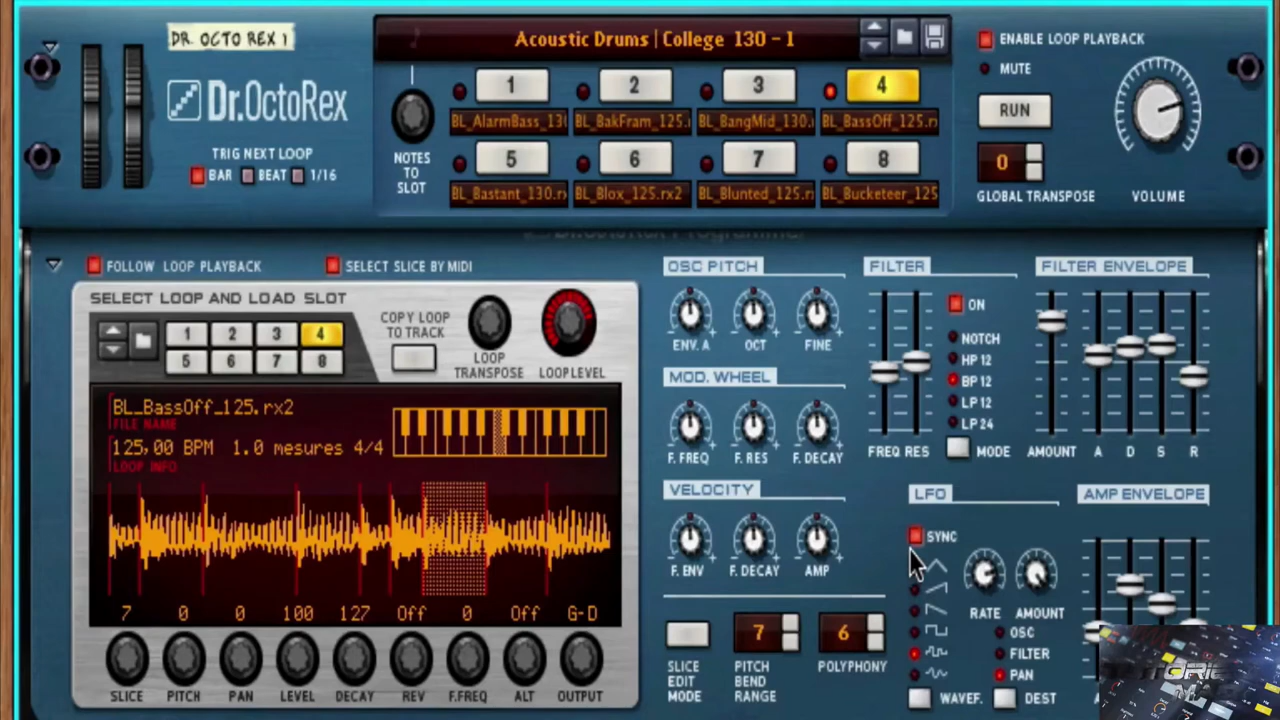 DR. OCTO REX 1
Dr.OctoRex
TRIG NEXT LOOP
BAR BEAT 1/16
Acoustic Drums | College 130 - 1
NOTES TO SLOT
1 2 3 4
BL_BakFram_125.r BL_BangMid_130.r BL_BassOff_125.r
5 6 7 8
BL_Bastant_130.rx BL_Blox_125.rx2 BL_Blunted_125.r BL_Bucketeer_125
ENABLE LOOP PLAYBACK
MUTE
RUN
0
GLOBAL TRANSPOSE
VOLUME
FOLLOW LOOP PLAYBACK
SELECT SLICE BY MIDI
SELECT LOOP AND LOAD SLOT
1 2 3 4
5 6 7 8
COPY LOOP
TO TRACK
LOOP
TRANSPOSE
LOOP LEVEL
BL_BassOff_125.rx2
FILE NAME
125,00 BPM 1.0 mesures 4/4
LOOP INFO
7 0 0 100 127 Off 0 Off G-D
SLICE PITCH PAN LEVEL DECAY REV F.FREQ ALT OUTPUT
OSC PITCH
ENV. A OCT FINE
MOD. WHEEL
F. FREQ F. RES F. DECAY
VELOCITY
F. ENV F. DECAY AMP
SLICE
EDIT
MODE
7
PITCH
BEND
RANGE
6
POLYPHONY
FILTER
ON
NOTCH
HP 12
BP 12
LP 12
LP 24
FREQ RES
MODE
FILTER ENVELOPE
AMOUNT A D S R
LFO
SYNC
RATE AMOUNT
OSC
FILTER
PAN
WAVEF.
DEST
AMP ENVELOPE